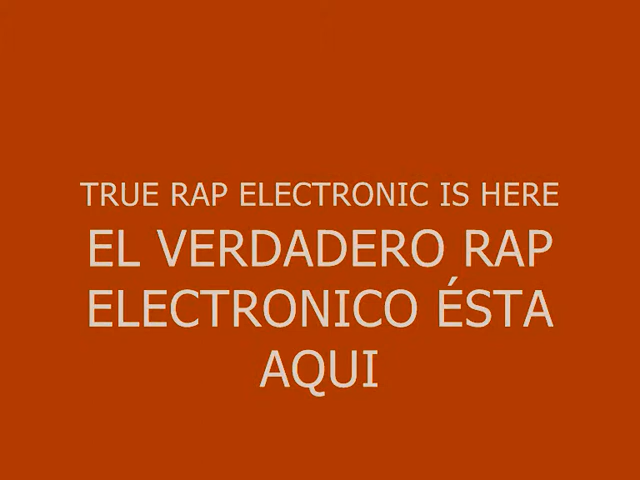 TRUE RAP ELECTRONIC IS HERE
EL VERDADERO RAP
ELECTRONICO ÉSTA
AQUI